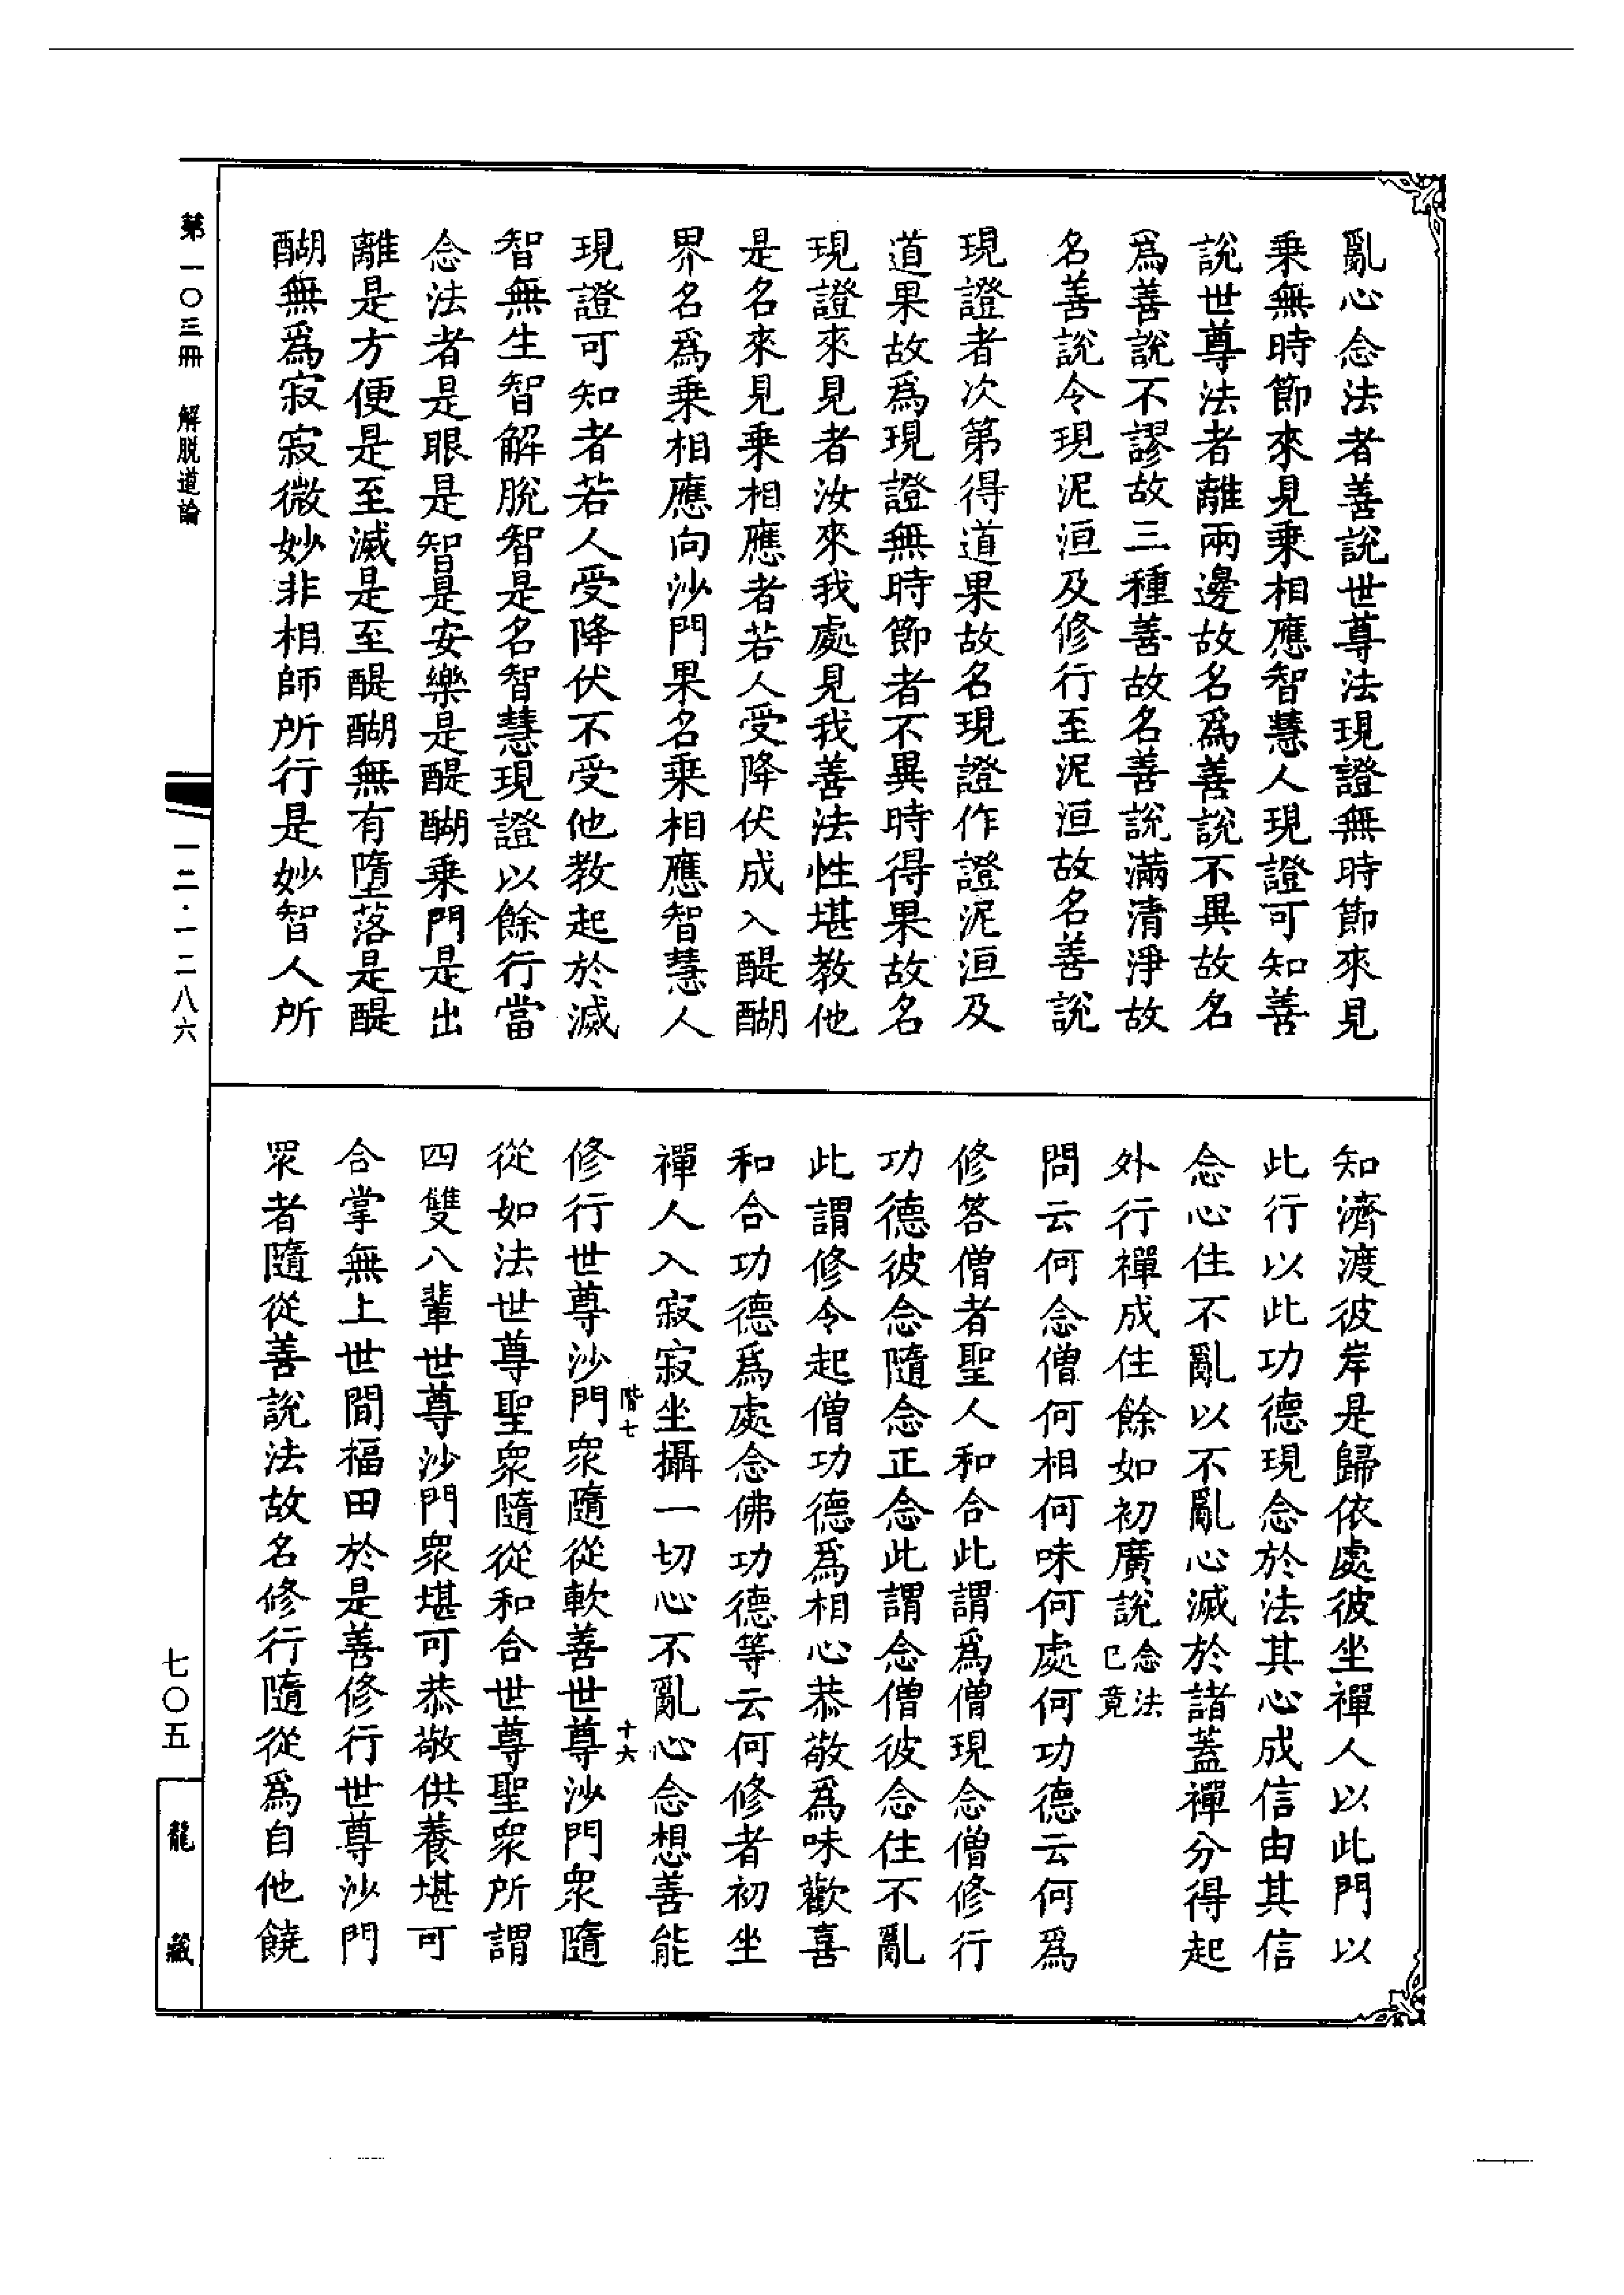 亂心念法者善說世尊法現證無時節來見
乘無時節來見乘相應智慧人現證可知善
說世尊法者離兩邊故名爲善說不異故名
爲善說不謬故三種善故名善說滿清淨故
名善說令現泥洹及修行至泥洹故名善說
現證者次第得道果故名現證作證泥洹及
道果故爲現證無時節者不異時得果故名
現證來見者汝來我處見我善法性堪教他
是名來見乘相應者若人受降伏成入醍醐
界名爲乘相應向沙門果名乘相應智慧人
現證可知者若人受降伏不受他教起於滅
智無生智解脫智是名智慧現證以餘行當
念法者是眼是智是安樂是醍醐乘門是出
離是方便是至滅是至醍醐無有墮落是醍
醐無爲寂寂微妙非相師所行是妙智人所
知濟渡彼岸是歸依處彼坐禪人以此門以
此行以此功德現念於法其心成信由其信
念心住不亂以不亂心滅於諸蓋禪分得起
外行禪成住餘如初廣說念法已竟
問云何念僧何相何味何處何功德云何爲
修答僧者聖人和合此謂爲僧現念僧修行
功德彼念隨念正念此謂念僧彼念住不亂
此謂修令起僧功德爲相心恭敬爲味歡喜
和合功德爲處念佛功德等云何修者初坐
禪人入寂寂坐攝一切心不亂心念想善能
修行世尊沙門衆隨從軟善世尊沙門衆隨
階七
十六
從如法世尊聖衆隨從和合世尊聖衆所謂
四雙八輩世尊沙門衆堪可恭敬供養堪可
合掌無上世間福田於是善修行世尊沙門
眾者隨從善說法故名修行隨從爲自他饒
第一〇三冊 解脫道論
一二·一二八六
七〇五
龍藏